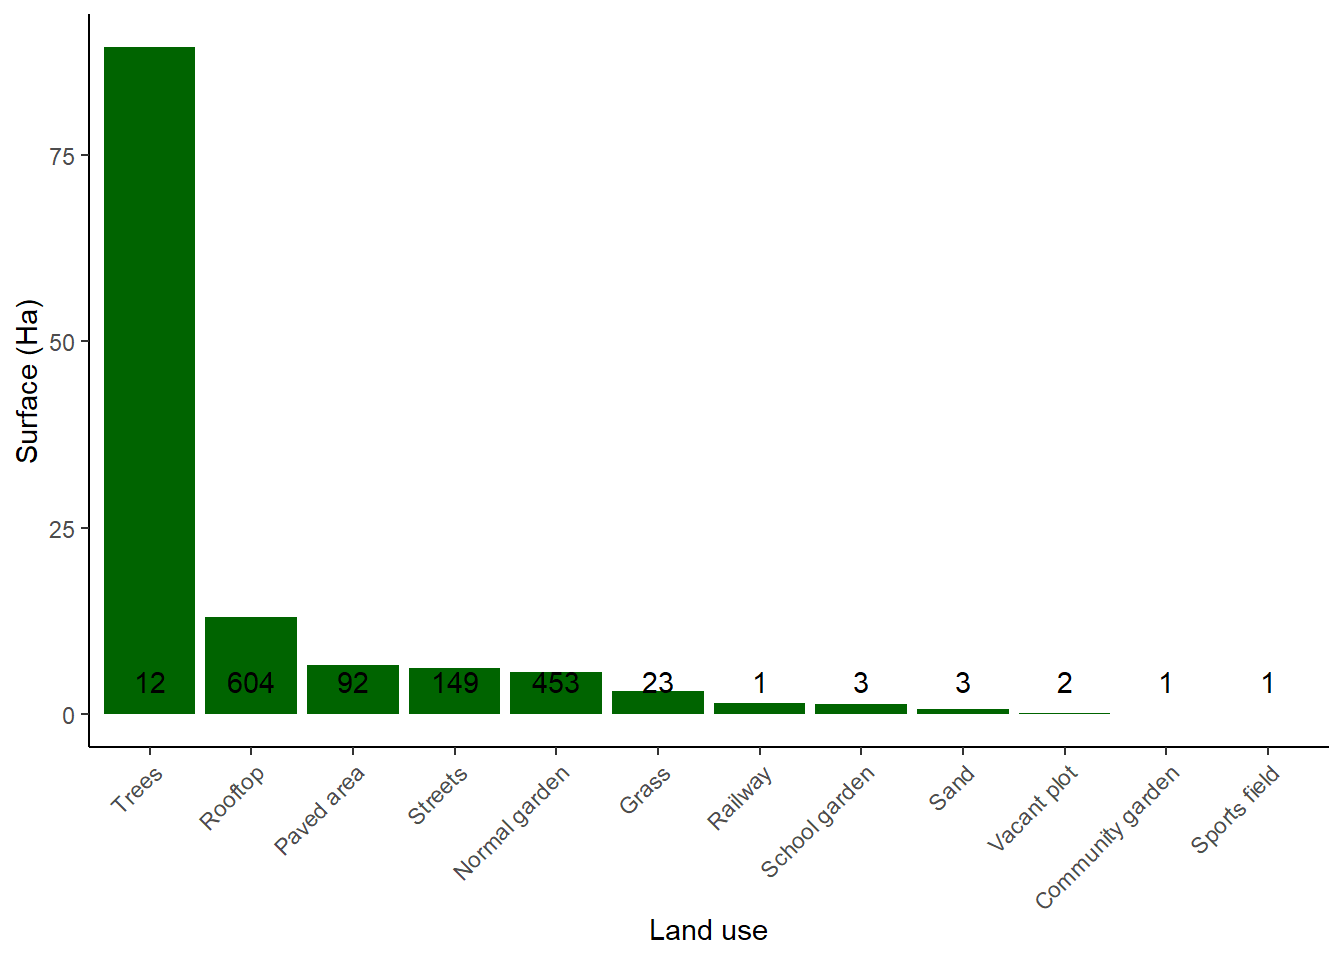 Surface (Ha)
75
50
25
0
12 604 92 149 453 23 1 3 3 2 1 1
Trees Rooftop Paved area Streets Normal garden Grass Railway School garden Sand Vacant plot Community garden Sports field
Land use